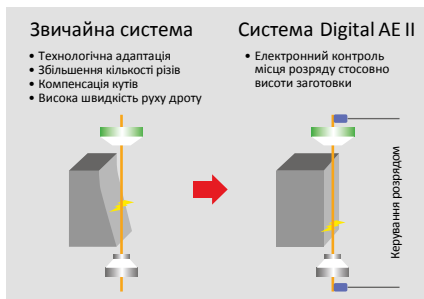 Звичайна система
• Технологічна адаптація
• Збільшення кількості різів
• Компенсація кутів
• Висока швидкість руху дроту
Система Digital AE II
• Електронний контроль
місця розряду стосовно
висоти заготовки
Керування розрядом